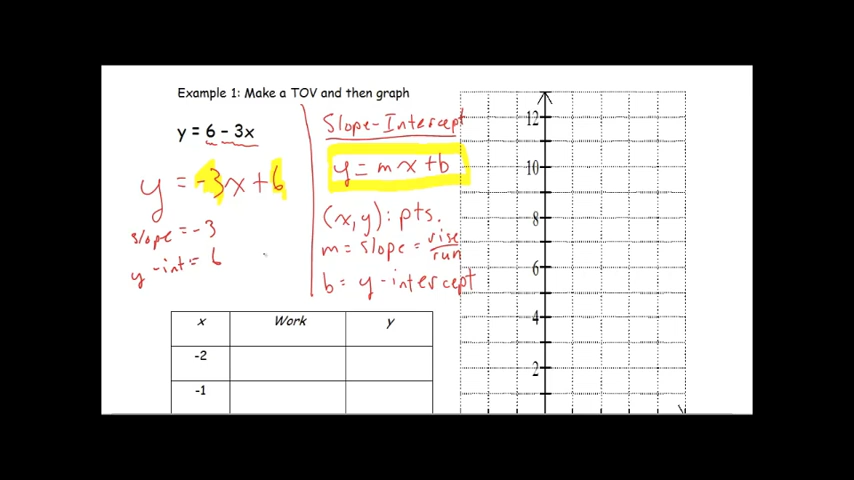 Example 1: Make a TOV and then graph
y = 6 - 3x
y = -3x + 6
slope = -3
y-int = 6
Slope-Intercept
y = mx + b
(x, y): pts.
m = slope = rise/run
b = y-intercept
x Work y
-2
-1
12
10
8
6
4
2